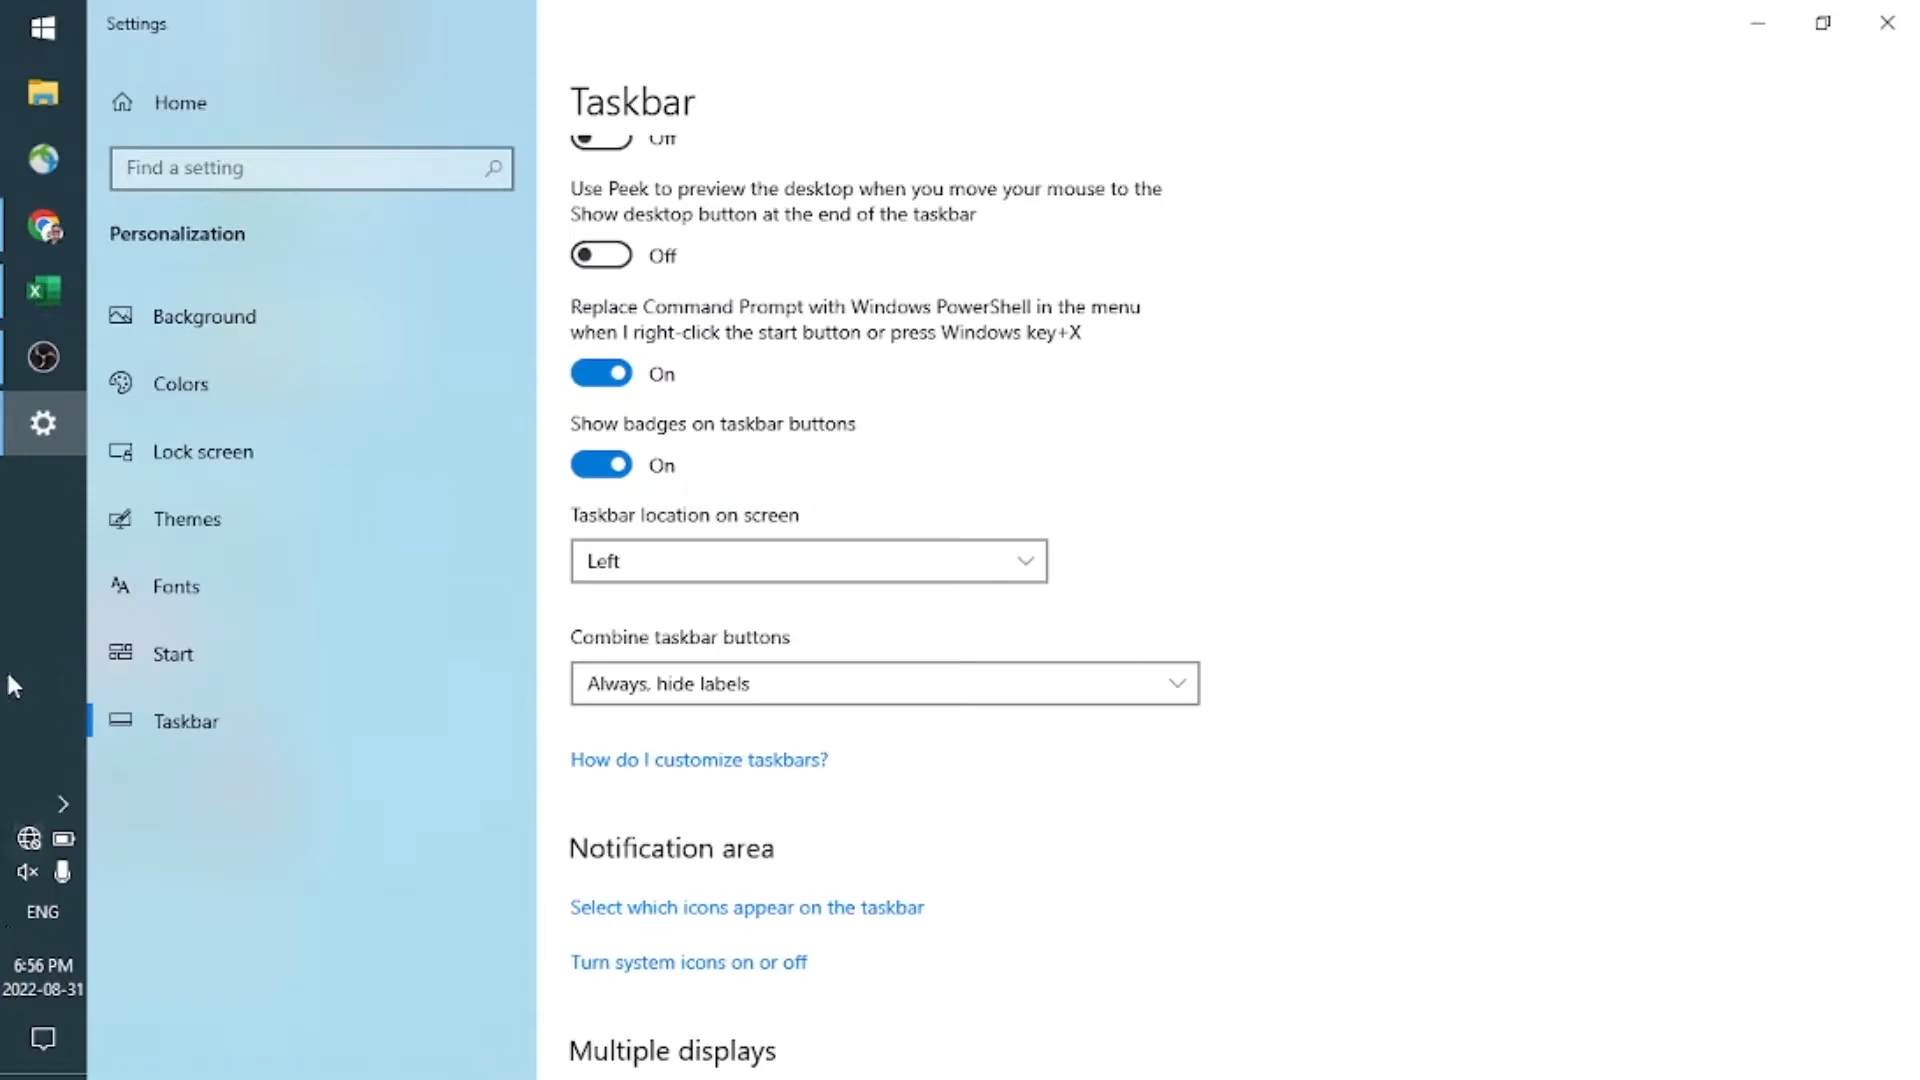 Settings
Home
Find a setting
Personalization
Background
Colors
Lock screen
Themes
Fonts
Start
Taskbar
ENG
6:56 PM
2022-08-31
Taskbar
Off
Use Peek to preview the desktop when you move your mouse to the
Show desktop button at the end of the taskbar
Off
Replace Command Prompt with Windows PowerShell in the menu
when I right-click the start button or press Windows key+X
On
Show badges on taskbar buttons
On
Taskbar location on screen
Left
Combine taskbar buttons
Always, hide labels
How do I customize taskbars?
Notification area
Select which icons appear on the taskbar
Turn system icons on or off
Multiple displays